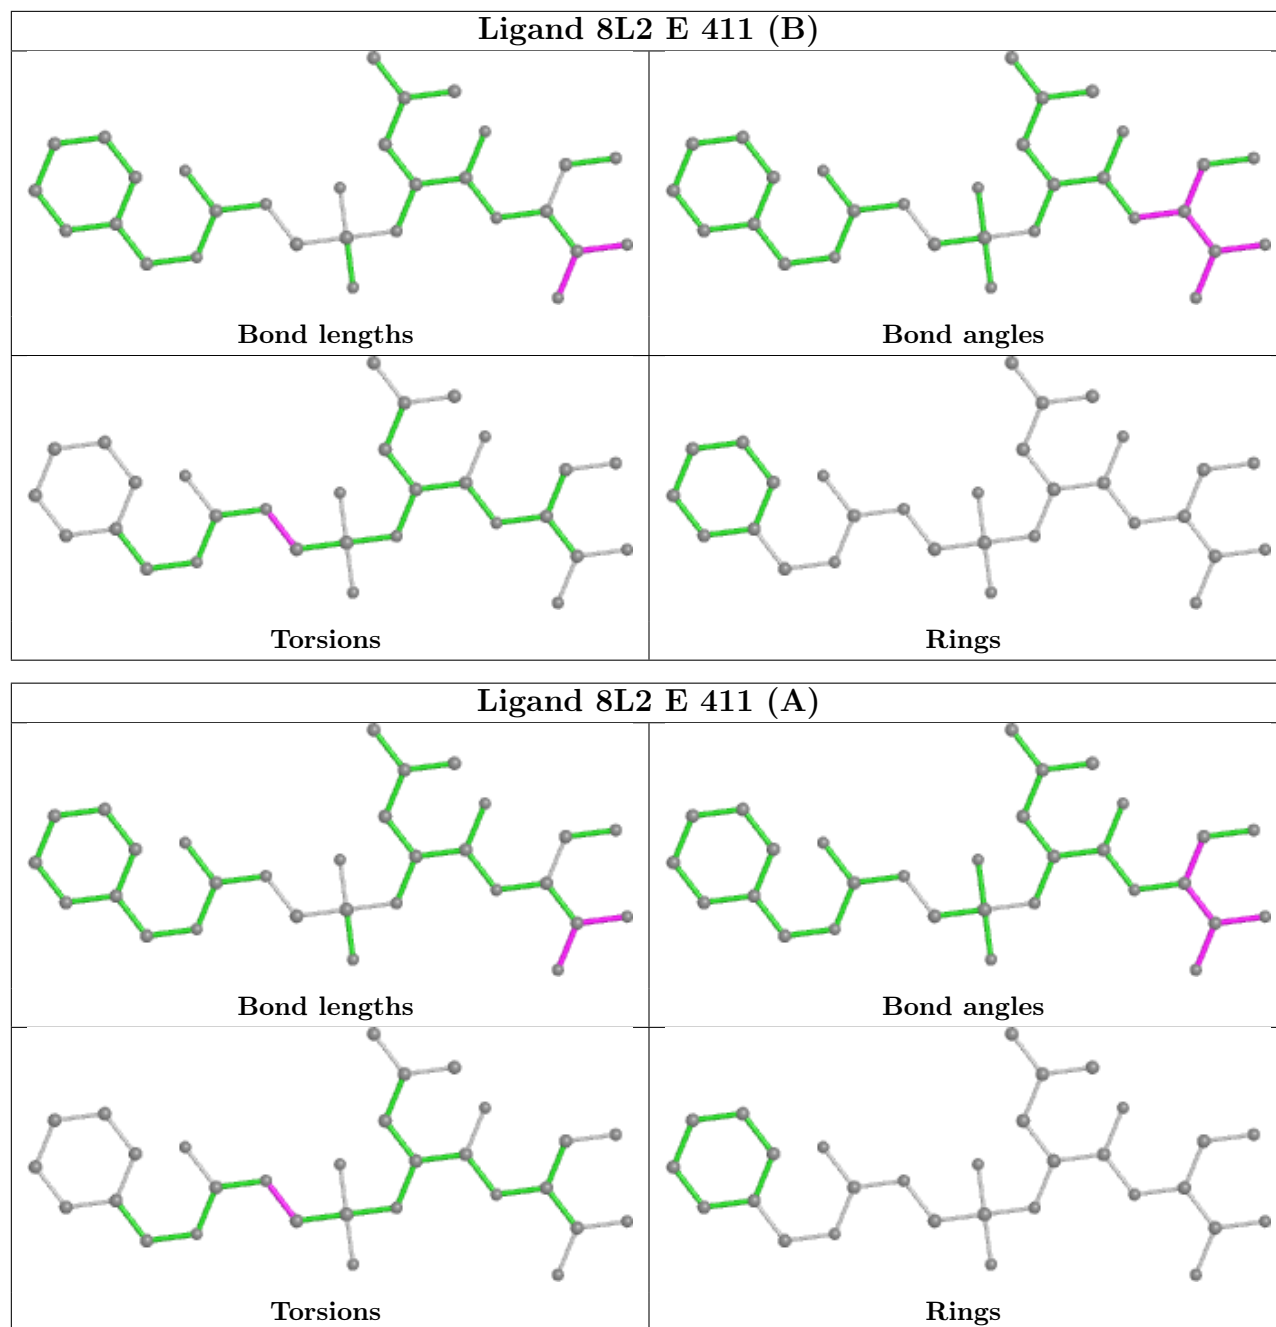 Ligand 8L2 E 411 (B)
Bond lengths
Bond angles
Torsions
Rings
Ligand 8L2 E 411 (A)
Bond lengths
Bond angles
Torsions
Rings